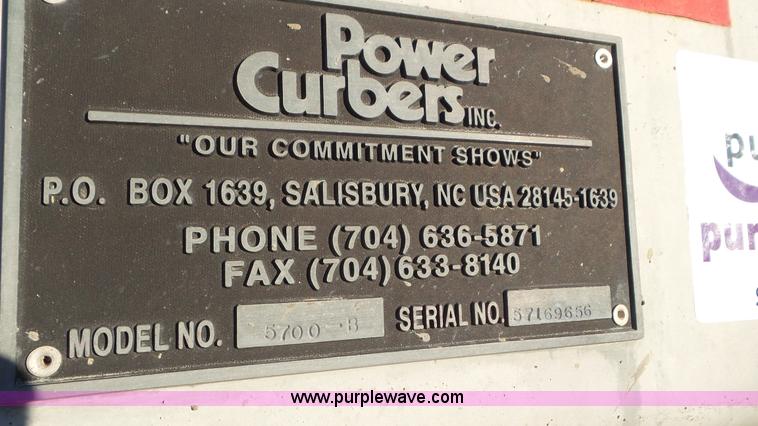 Power
Curbers INC.
"OUR COMMITMENT SHOWS"
P.O. BOX 1639, SALISBURY, NC USA 28145-1639
PHONE (704) 636-5871
FAX (704) 633-8140
MODEL NO. 5700-B SERIAL NO. 57169656
www.purplewave.com